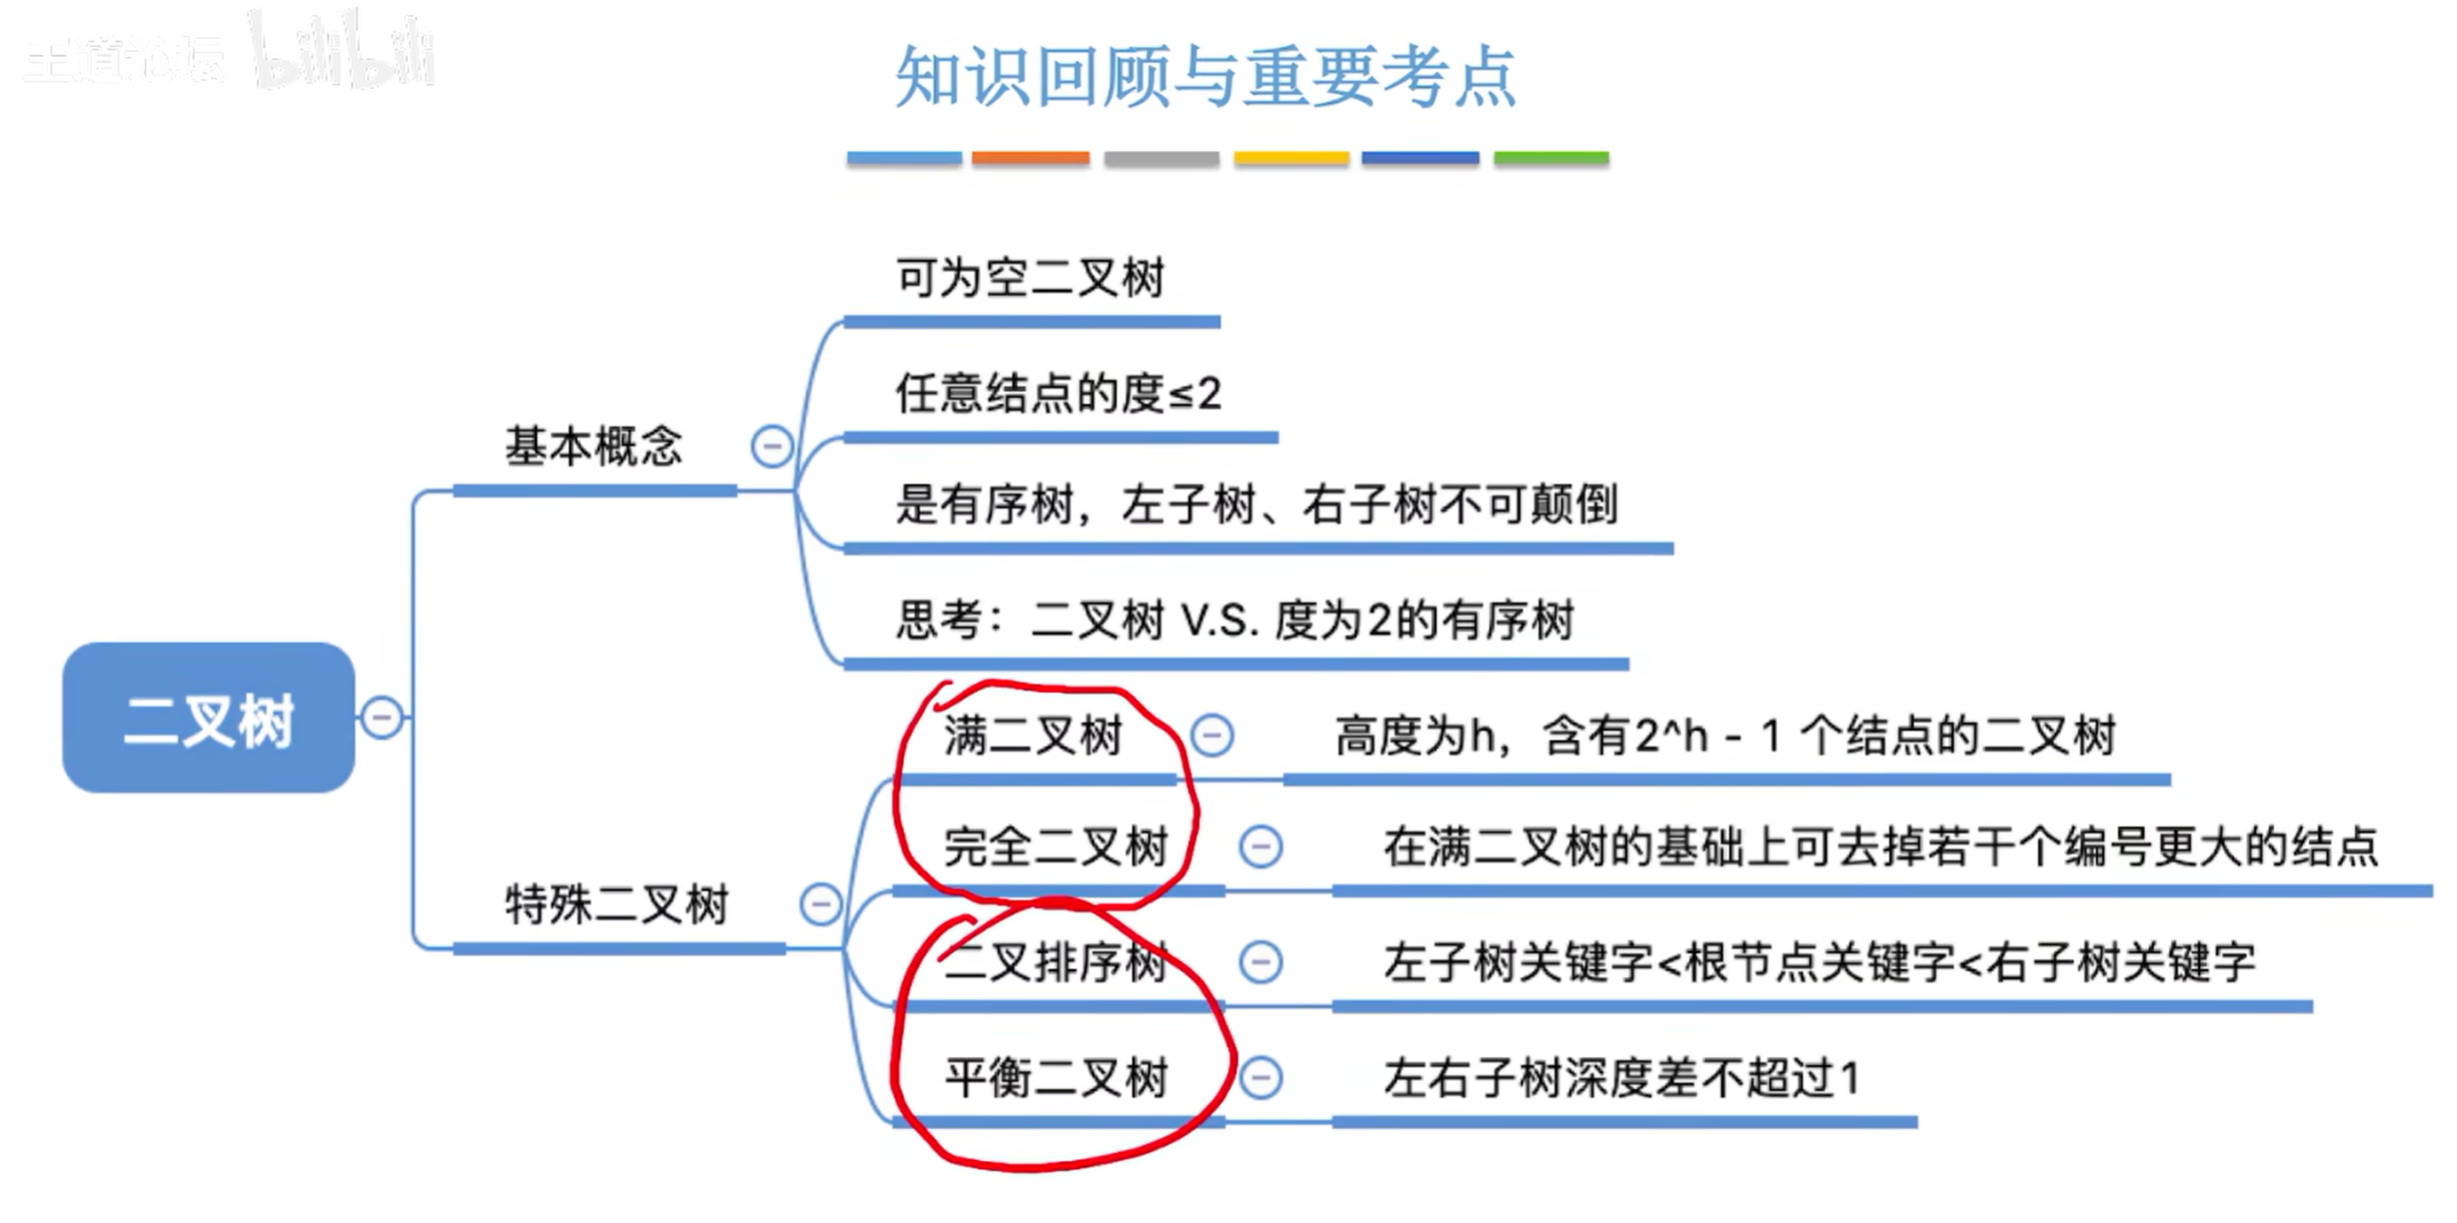 王道论坛 bilibili
知识回顾与重要考点
可为空二叉树
任意结点的度≤2
基本概念
是有序树，左子树、右子树不可颠倒
思考：二叉树 V.S. 度为2的有序树
二叉树
满二叉树 高度为h，含有2^h - 1 个结点的二叉树
完全二叉树 在满二叉树的基础上可去掉若干个编号更大的结点
特殊二叉树
二叉排序树 左子树关键字<根节点关键字<右子树关键字
平衡二叉树 左右子树深度差不超过1